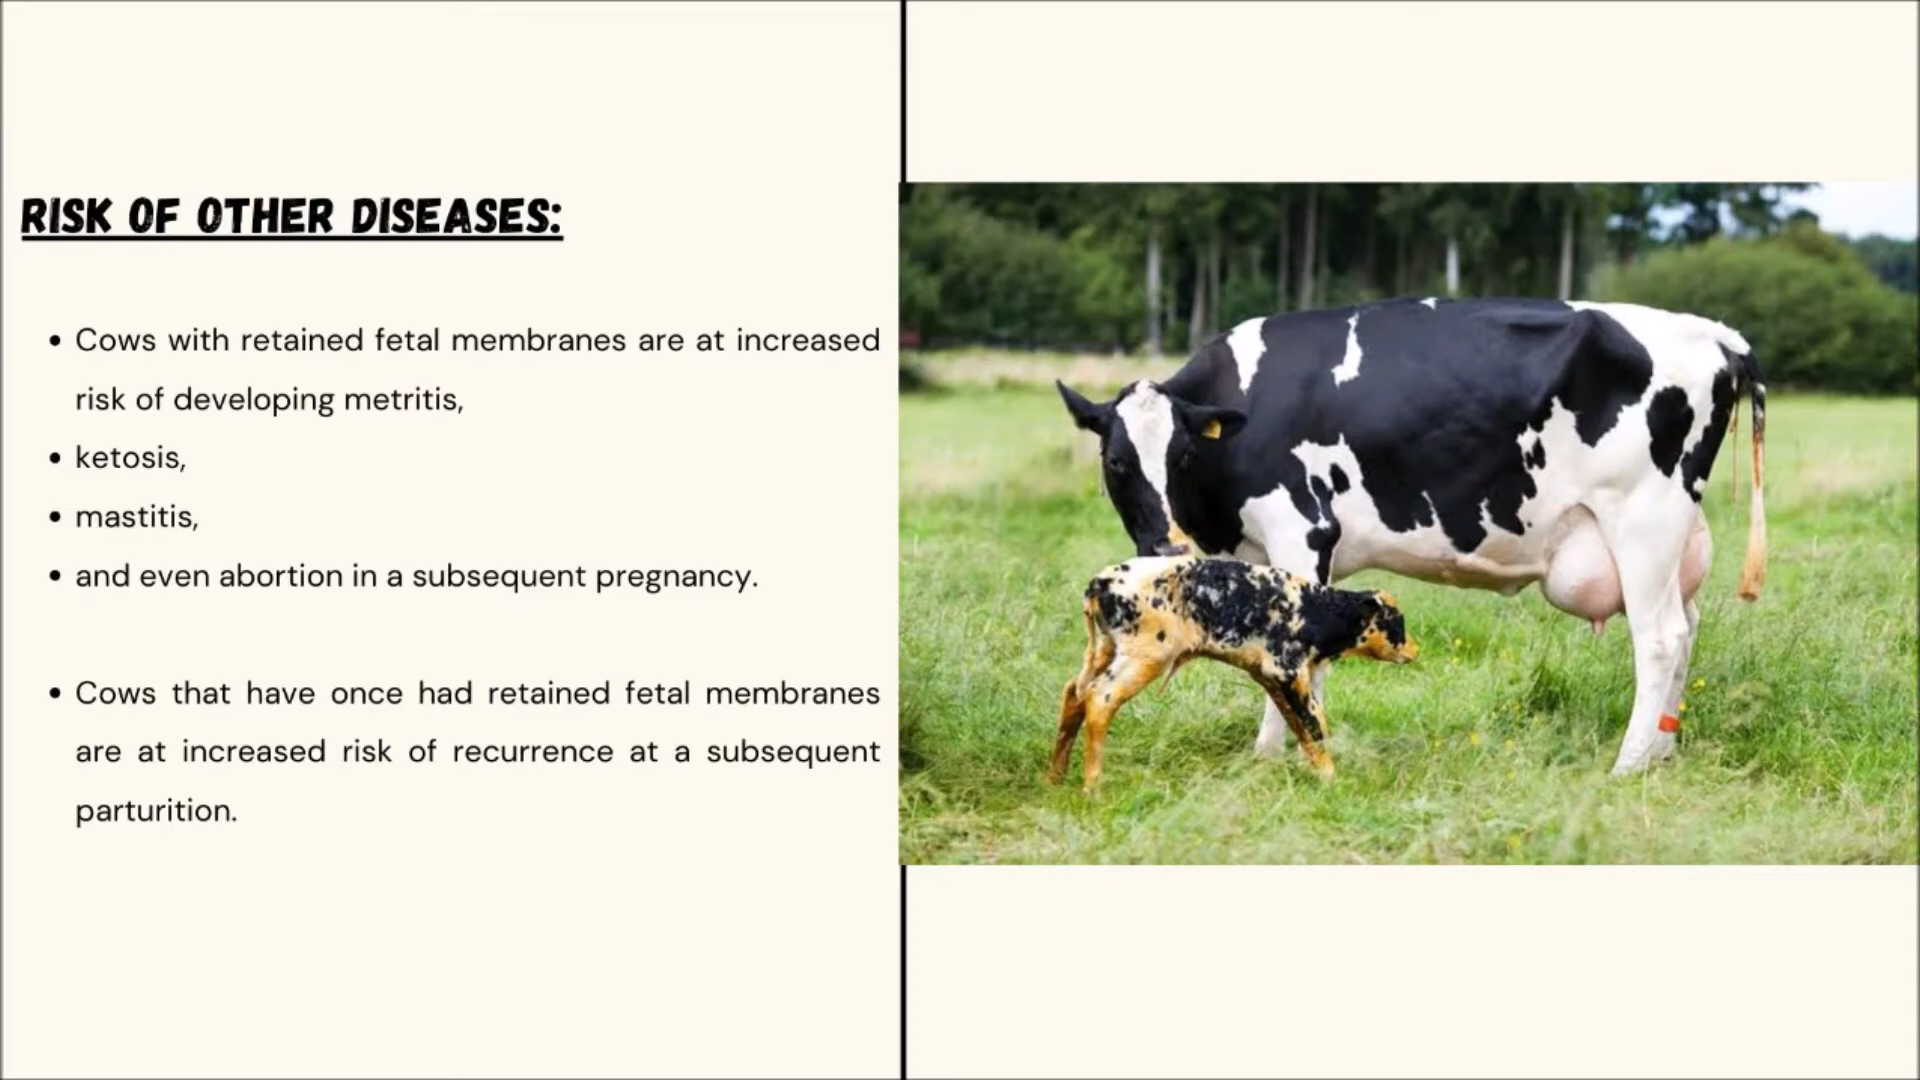 RISK OF OTHER DISEASES:
• Cows with retained fetal membranes are at increased
risk of developing metritis,
• ketosis,
• mastitis,
• and even abortion in a subsequent pregnancy.
• Cows that have once had retained fetal membranes
are at increased risk of recurrence at a subsequent
parturition.